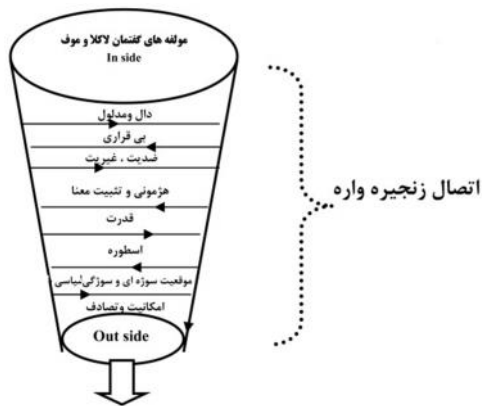 مولفه های گفتمان لاکلا و موف
In side
دال ومدلول
بی قراری
ضدیت ، غیریت
هژمونی و تثبیت معنا
قدرت
اسطوره
موقعیت سوژه ای و سوژگی سیاسی
امکانیت وتصادف
Out side
اتصال زنجیره واره